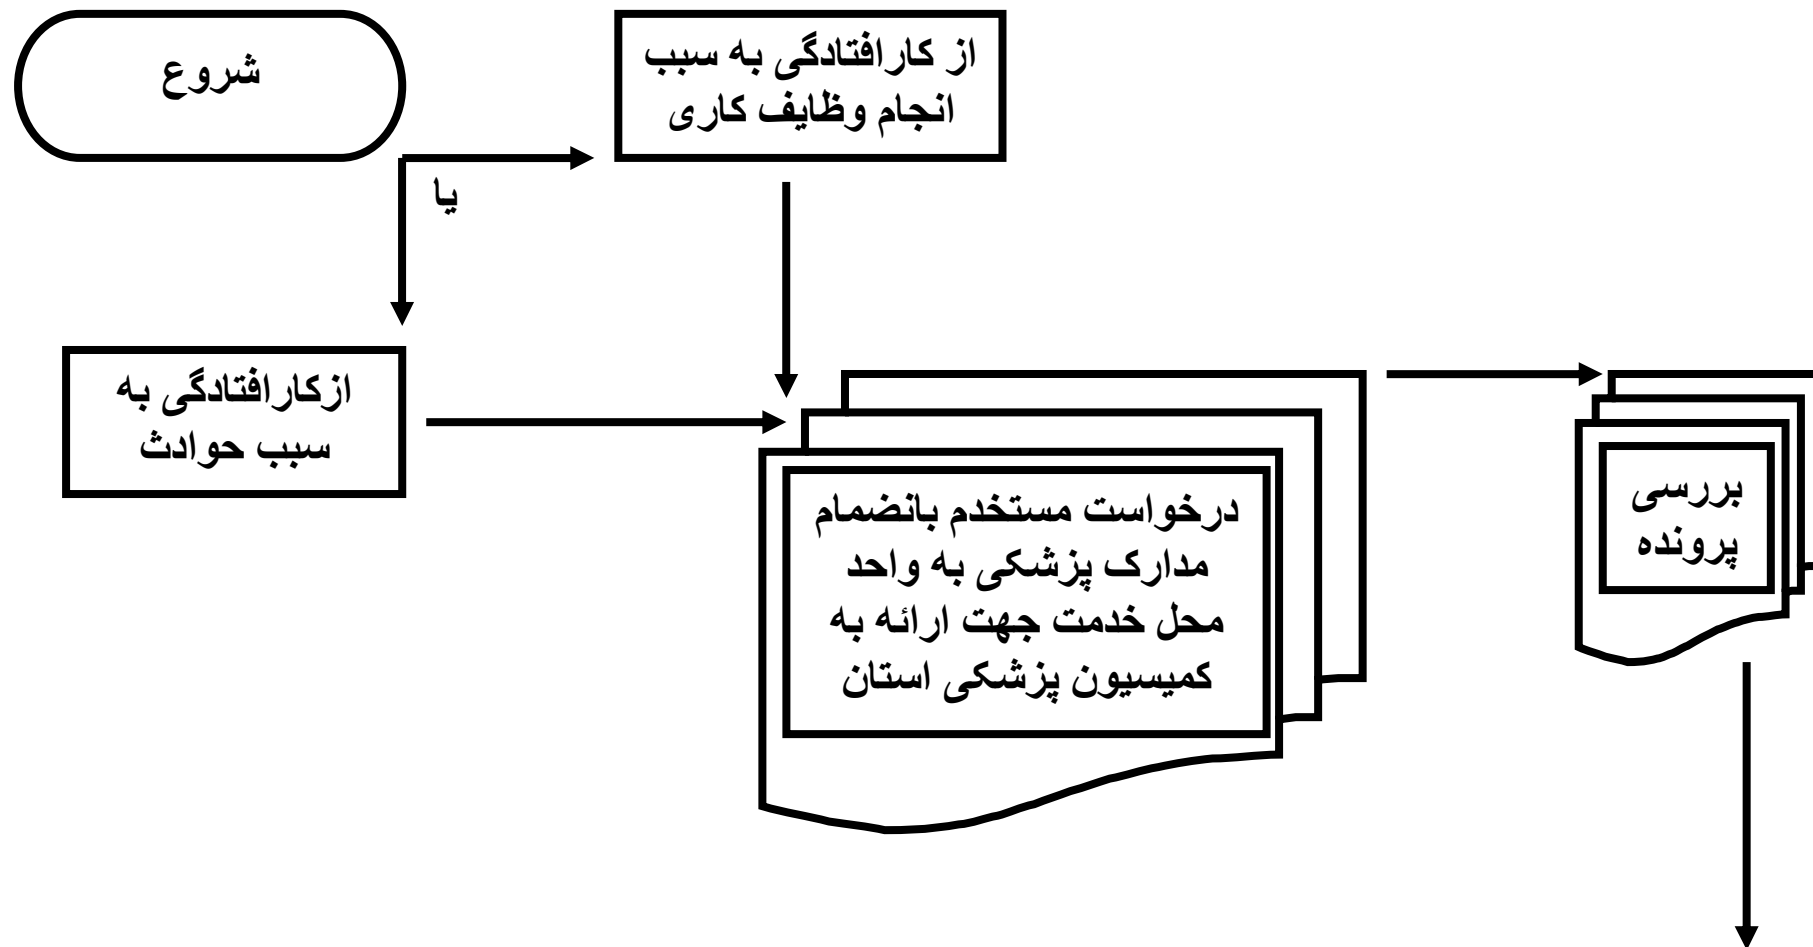 شروع
از کارافتادگی به سبب
انجام وظایف کاری
یا
ازکارافتادگی به
سبب حوادث
درخواست مستخدم بانضمام
مدارک پزشکی به واحد
محل خدمت جهت ارائه به
کمیسیون پزشکی استان
بررسی
پرونده